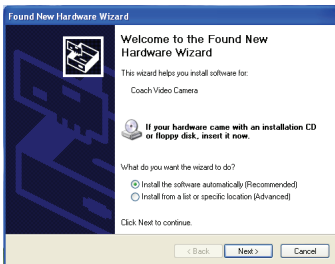 Found New Hardware Wizard
Welcome to the Found New
Hardware Wizard
This wizard helps you install software for:
Coach Video Camera
If your hardware came with an installation CD
or floppy disk, insert it now.
What do you want the wizard to do?
Install the software automatically (Recommended)
Install from a list or specific location (Advanced)
Click Next to continue.
< Back
Next >
Cancel